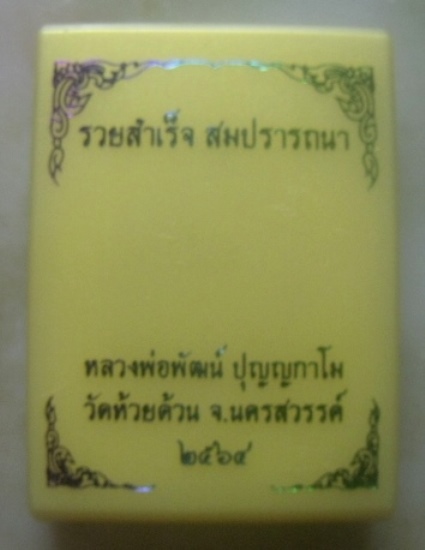 รวยสำเร็จ สมปรารถนา
หลวงพ่อพัฒน์ ปุญญกาโม
วัดห้วยด้วน จ.นครสวรรค์
๒๕๖๔